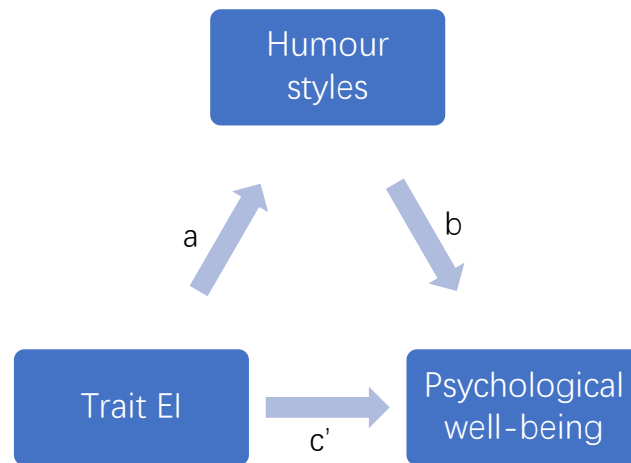 Humour
styles
a
b
Trait EI
c’
Psychological
well-being